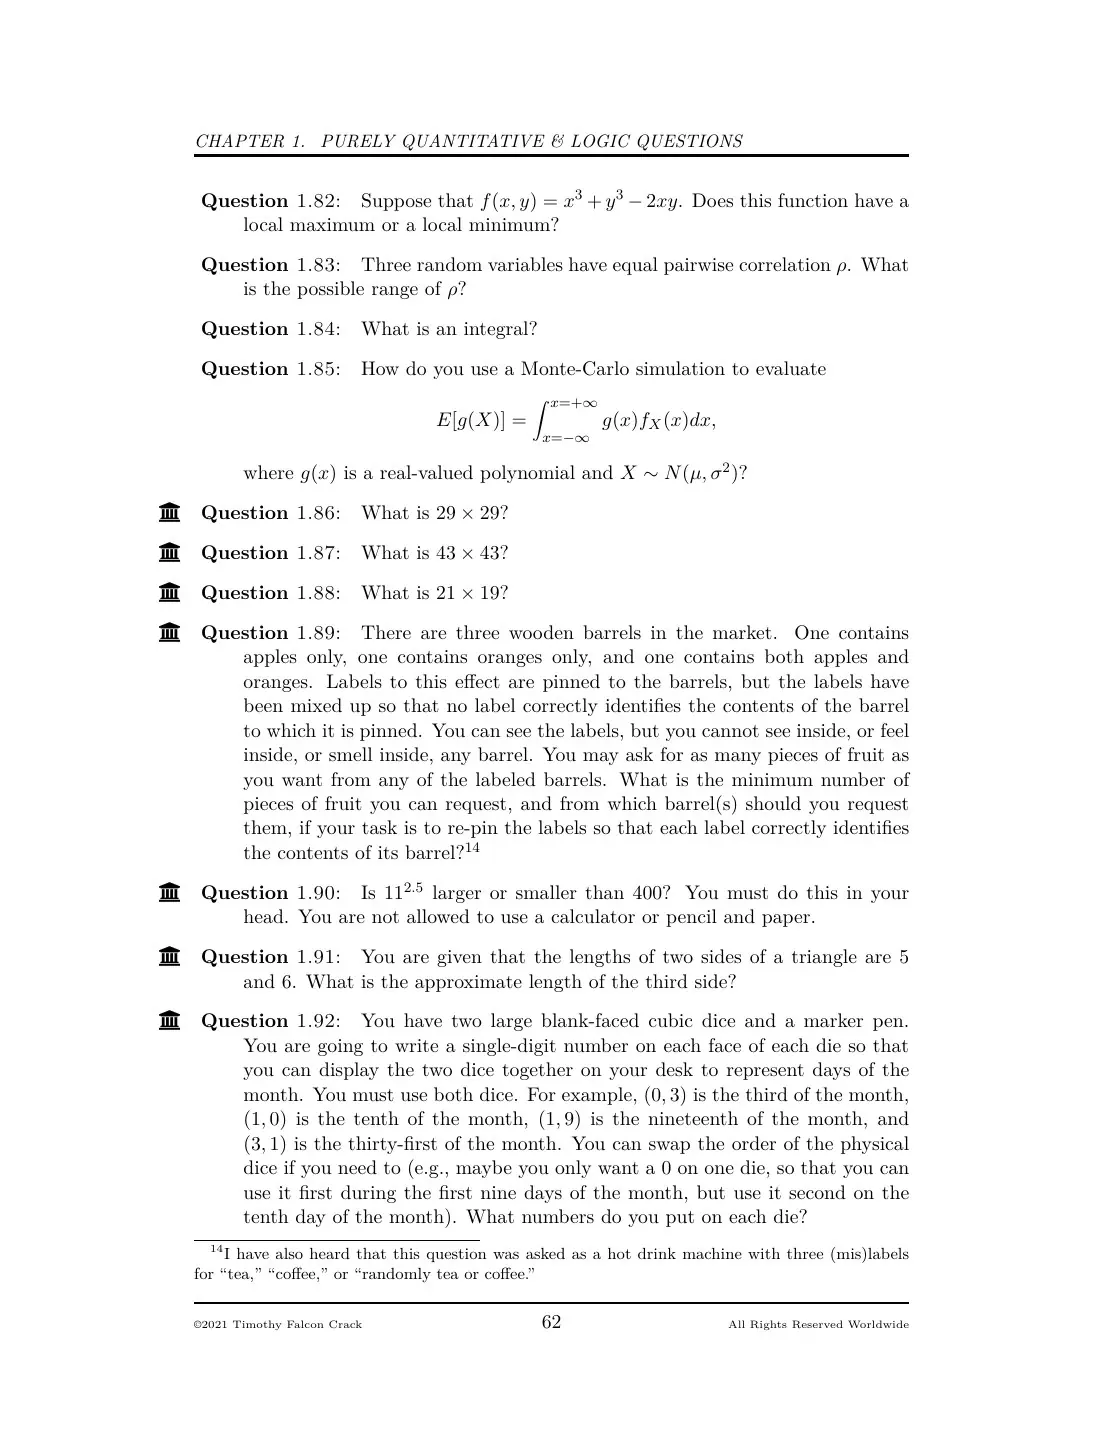 CHAPTER 1. PURELY QUANTITATIVE & LOGIC QUESTIONS
Question 1.82: Suppose that f(x, y) = x³ + y³ − 2xy. Does this function have a
local maximum or a local minimum?
Question 1.83: Three random variables have equal pairwise correlation ρ. What
is the possible range of ρ?
Question 1.84: What is an integral?
Question 1.85: How do you use a Monte-Carlo simulation to evaluate
E[g(X)] = ∫_{x=−∞}^{x=+∞} g(x)f_X(x)dx,
where g(x) is a real-valued polynomial and X ∼ N(μ, σ²)?
Question 1.86: What is 29 × 29?
Question 1.87: What is 43 × 43?
Question 1.88: What is 21 × 19?
Question 1.89: There are three wooden barrels in the market. One contains
apples only, one contains oranges only, and one contains both apples and
oranges. Labels to this effect are pinned to the barrels, but the labels have
been mixed up so that no label correctly identifies the contents of the barrel
to which it is pinned. You can see the labels, but you cannot see inside, or feel
inside, or smell inside, any barrel. You may ask for as many pieces of fruit as
you want from any of the labeled barrels. What is the minimum number of
pieces of fruit you can request, and from which barrel(s) should you request
them, if your task is to re-pin the labels so that each label correctly identifies
the contents of its barrel?¹⁴
Question 1.90: Is 11^{2.5} larger or smaller than 400? You must do this in your
head. You are not allowed to use a calculator or pencil and paper.
Question 1.91: You are given that the lengths of two sides of a triangle are 5
and 6. What is the approximate length of the third side?
Question 1.92: You have two large blank-faced cubic dice and a marker pen.
You are going to write a single-digit number on each face of each die so that
you can display the two dice together on your desk to represent days of the
month. You must use both dice. For example, (0, 3) is the third of the month,
(1, 0) is the tenth of the month, (1, 9) is the nineteenth of the month, and
(3, 1) is the thirty-first of the month. You can swap the order of the physical
dice if you need to (e.g., maybe you only want a 0 on one die, so that you can
use it first during the first nine days of the month, but use it second on the
tenth day of the month). What numbers do you put on each die?
¹⁴I have also heard that this question was asked as a hot drink machine with three (mis)labels
for “tea,” “coffee,” or “randomly tea or coffee.”
©2021 Timothy Falcon Crack 62 All Rights Reserved Worldwide